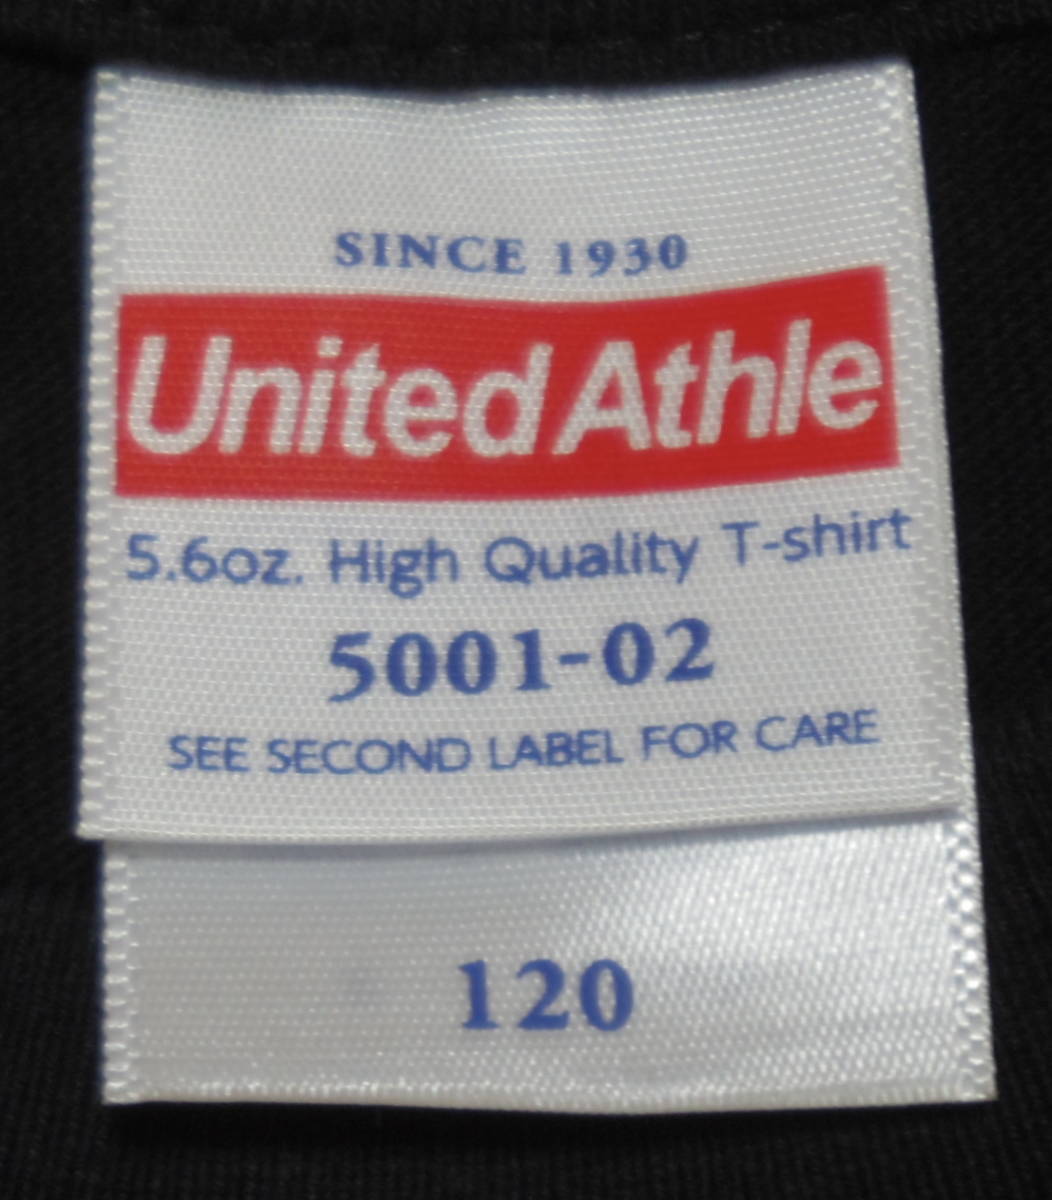 SINCE 1930
United Athle
5.6oz. High Quality T-shirt
5001-02
SEE SECOND LABEL FOR CARE
120